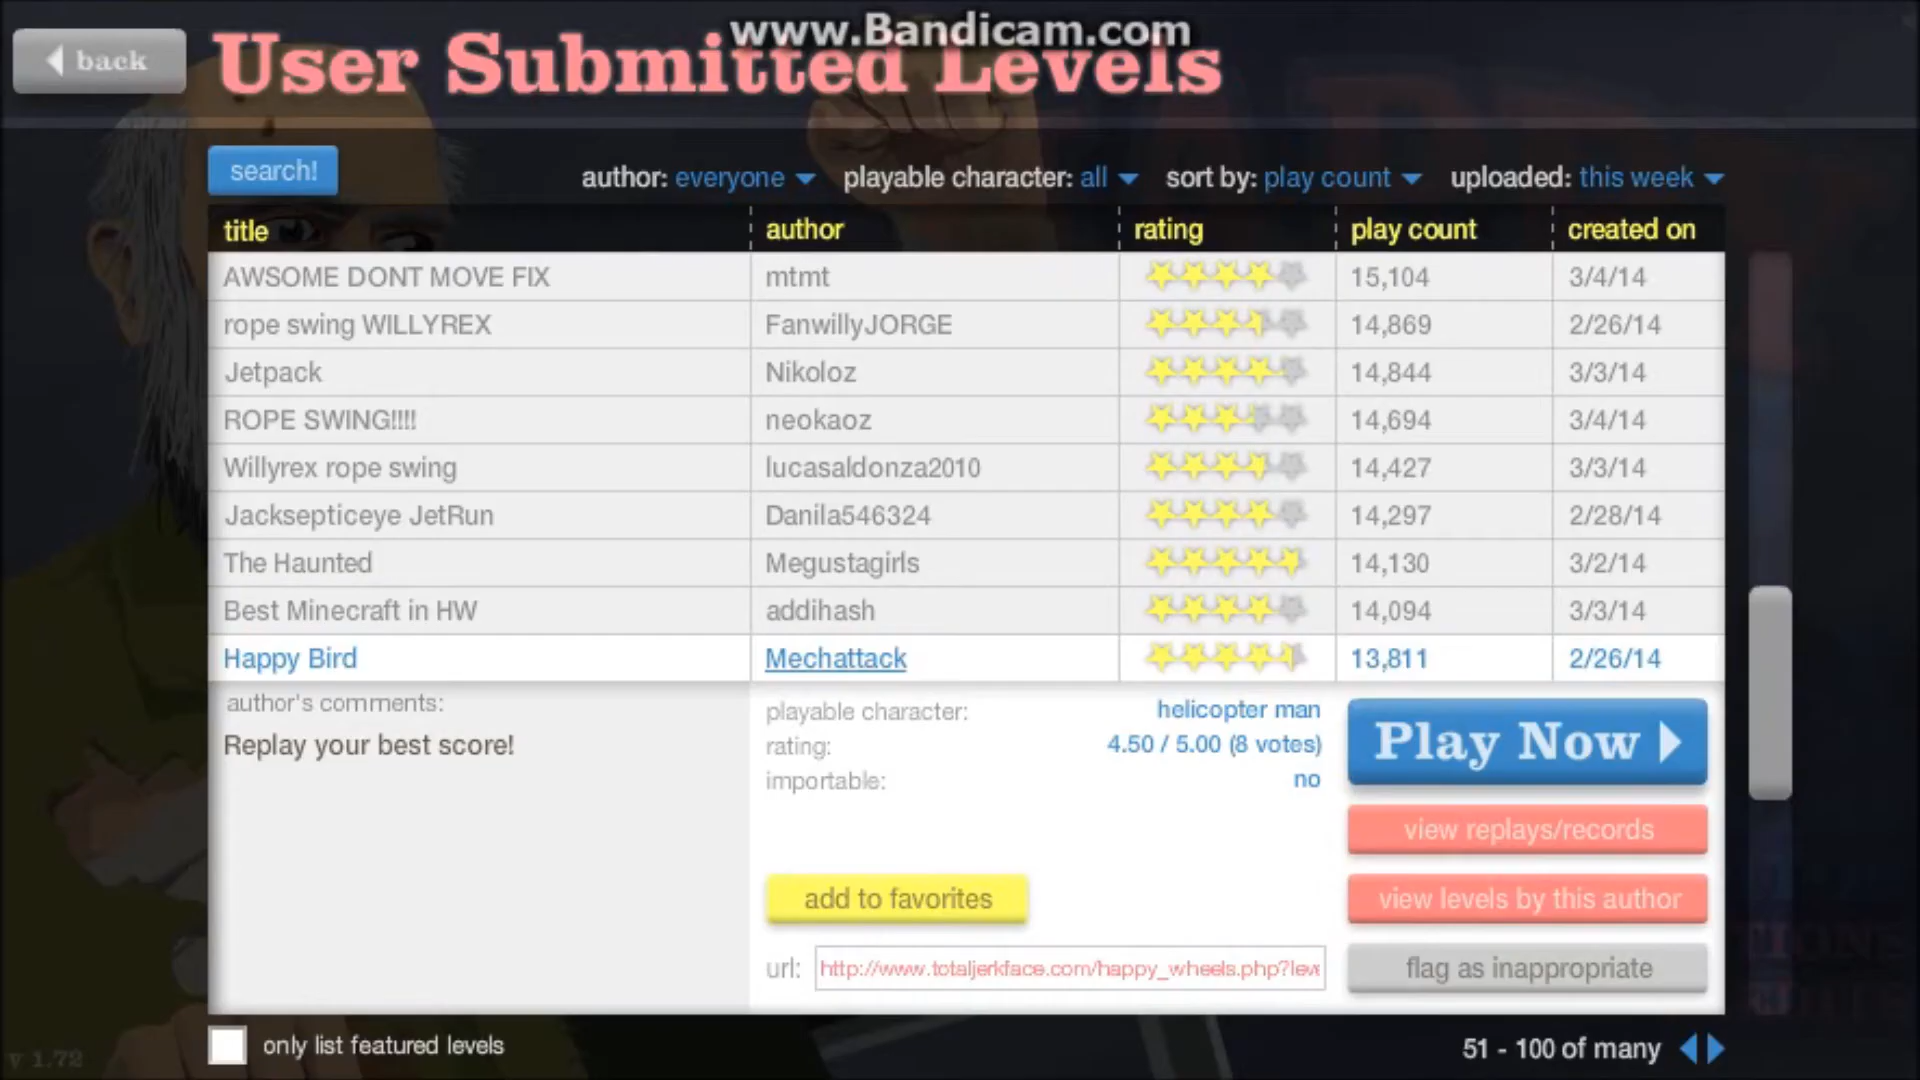 www.Bandicam.com
back
User Submitted Levels
search!
author: everyone playable character: all sort by: play count uploaded: this week
title author rating play count created on
AWSOME DONT MOVE FIX mtmt 15,104 3/4/14
rope swing WILLYREX FanwillyJORGE 14,869 2/26/14
Jetpack Nikoloz 14,844 3/3/14
ROPE SWING!!!! neokaoz 14,694 3/4/14
Willyrex rope swing lucasaldonza2010 14,427 3/3/14
Jacksepticeye JetRun Danila546324 14,297 2/28/14
The Haunted Megustagirls 14,130 3/2/14
Best Minecraft in HW addihash 14,094 3/3/14
Happy Bird Mechattack 13,811 2/26/14
author's comments:
Replay your best score!
playable character: helicopter man
rating: 4.50 / 5.00 (8 votes)
importable: no
Play Now
view replays/records
add to favorites
view levels by this author
url: http://www.totaljerkface.com/happy_wheels.php?leve
flag as inappropriate
only list featured levels
51 - 100 of many
v 1.72